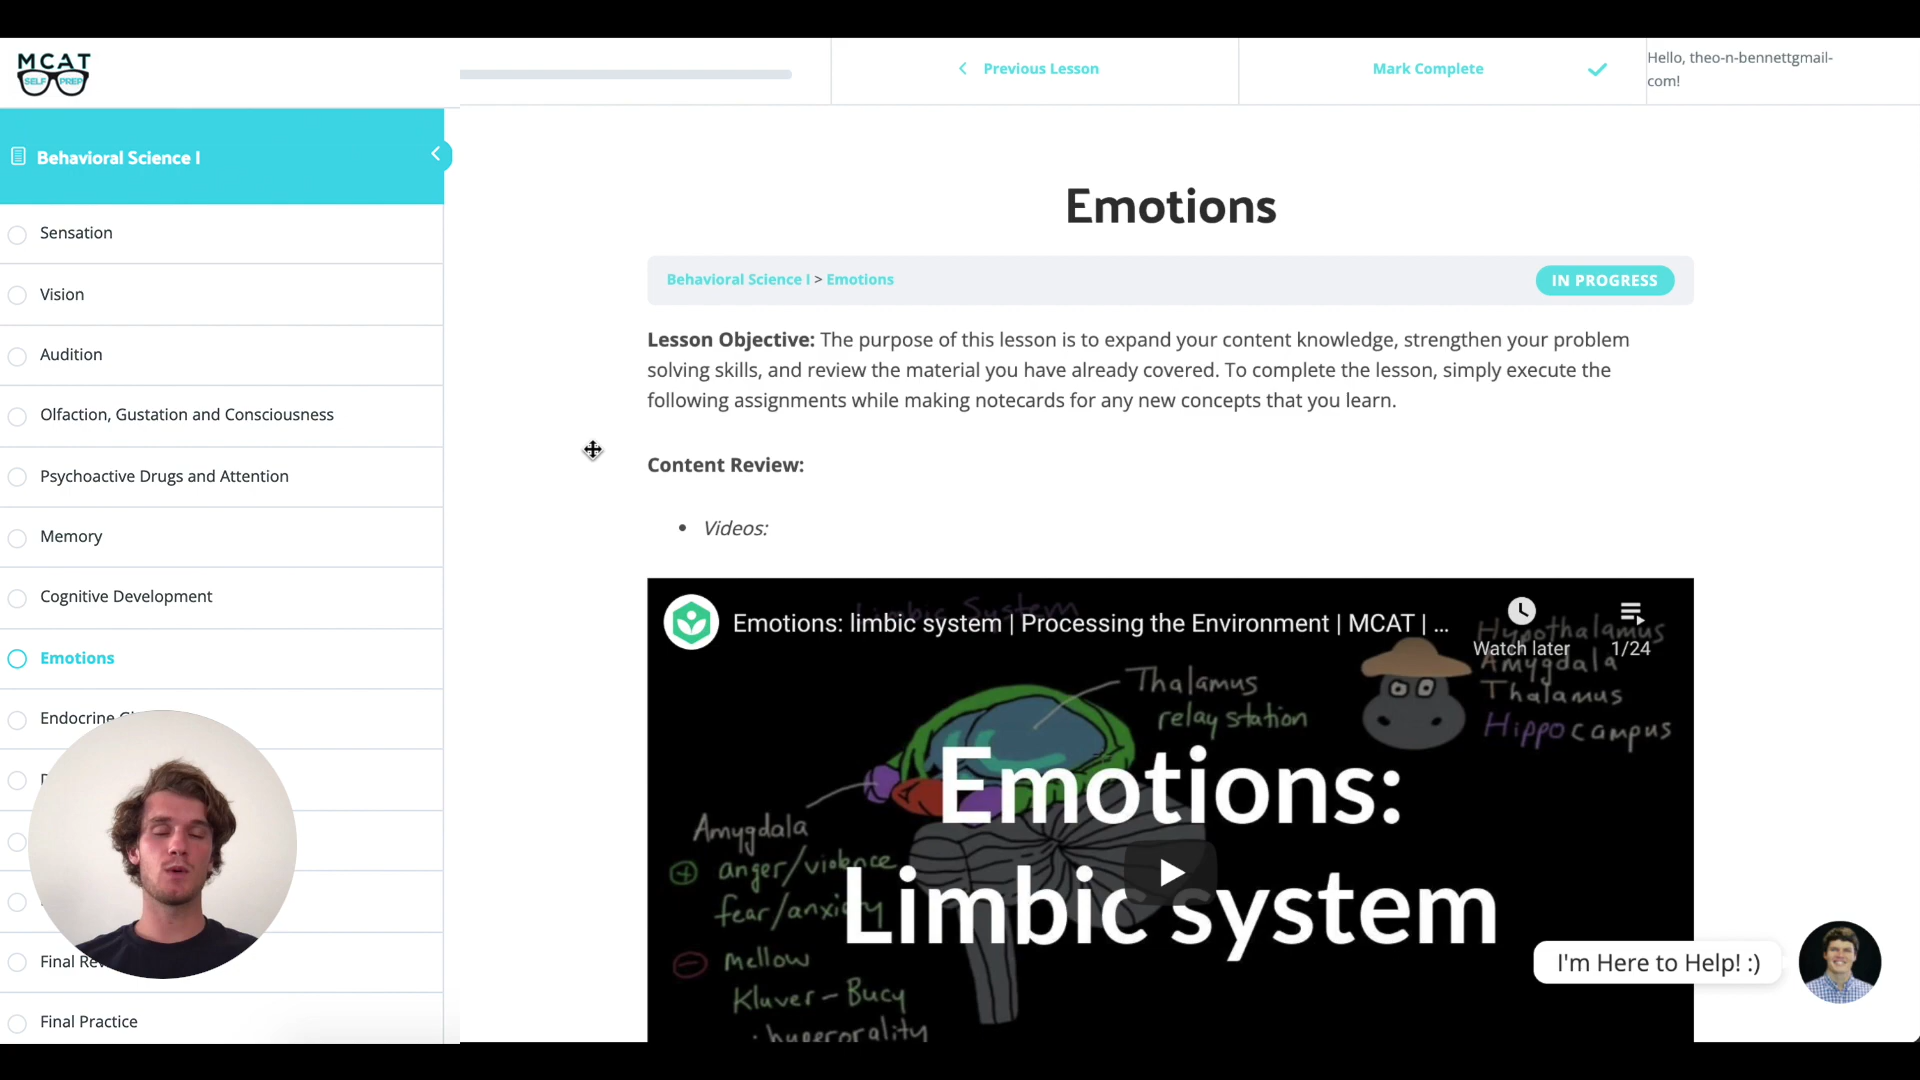 MCAT
SELF PREP
Previous Lesson
Mark Complete
Hello, theo-n-bennettgmail-
com!
Behavioral Science I
Sensation
Vision
Audition
Olfaction, Gustation and Consciousness
Psychoactive Drugs and Attention
Memory
Cognitive Development
Emotions
Endocrine
Final
Final Practice
Emotions
Behavioral Science I > Emotions
IN PROGRESS
Lesson Objective: The purpose of this lesson is to expand your content knowledge, strengthen your problem
solving skills, and review the material you have already covered. To complete the lesson, simply execute the
following assignments while making notecards for any new concepts that you learn.
Content Review:
• Videos:
Emotions: limbic system | Processing the Environment | MCAT | ...
Watch later
1/24
Limbic System
Hypothalamus
Amygdala
Thalamus
Hippocampus
Thalamus
relay station
Emotions:
Limbic system
Amygdala
+ anger/violence
fear/anxiety
- mellow
Kluver-Bucy
· hyperorality
I'm Here to Help! :)